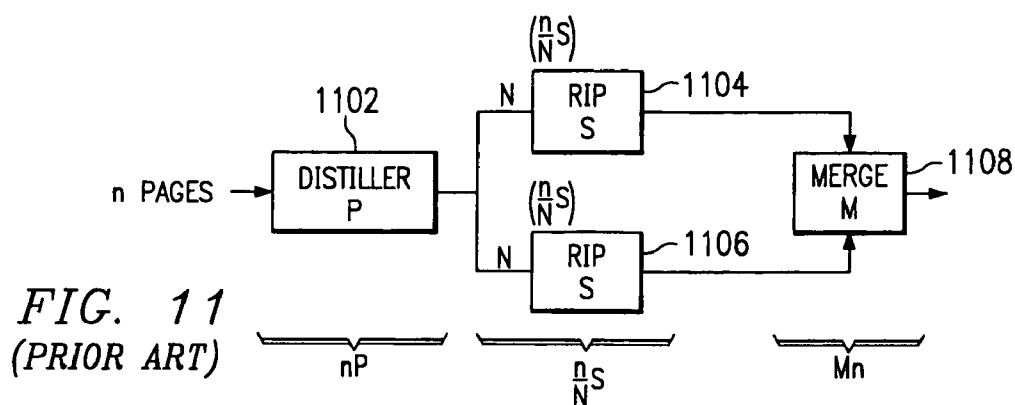 (n/N S)
1102
N
RIP
S
1104
n PAGES
DISTILLER
P
MERGE
M
1108
(n/N S)
N
RIP
S
1106
FIG. 11
(PRIOR ART)
nP
n/N S
Mn